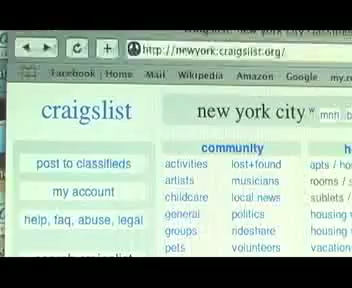 http://newyork.craigslist.org/
Facebook | Home Mail Wikipedia Amazon Google
craigslist
new york city w mnh
post to classifieds
my account
help, faq, abuse, legal
community
activities lost+found
artists musicians
childcare local news
general politics
groups rideshare
pets volunteers
apts / ho
rooms / s
sublets /
housing
housing
vacation